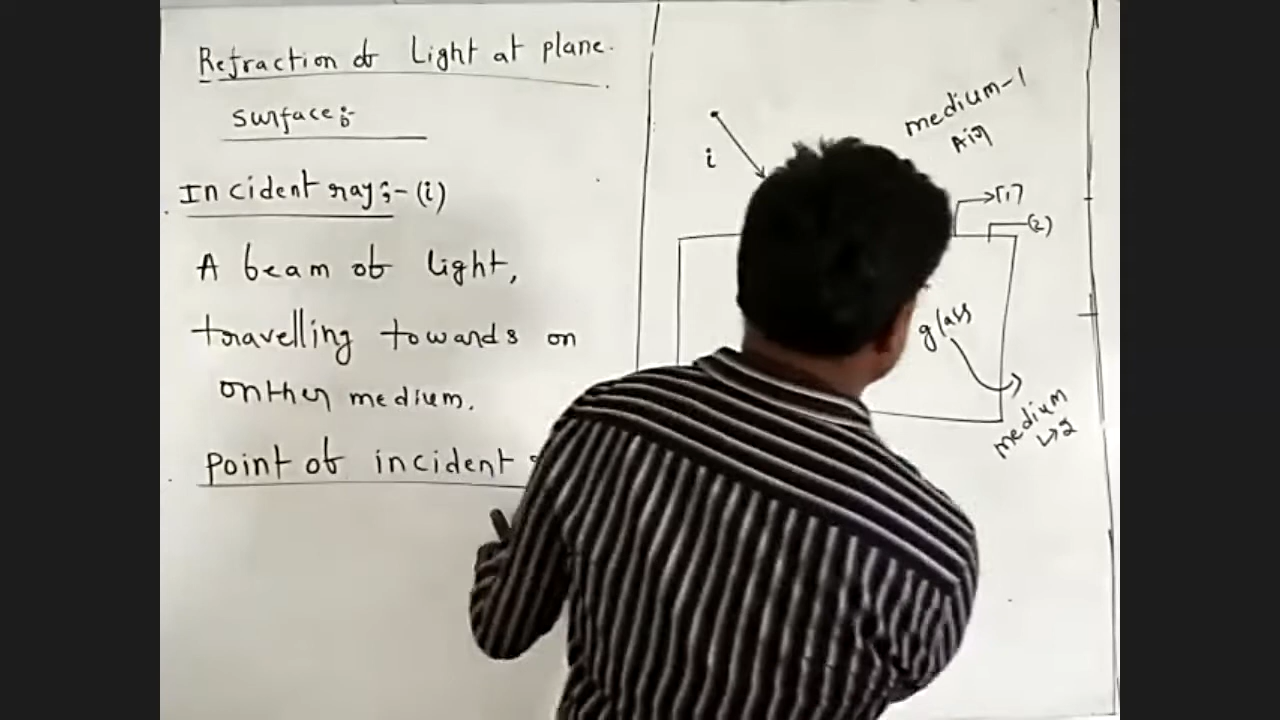 Refraction of Light at plane.
surface:-
Incident ray:- (i)
A beam of light,
travelling towards on
onther medium.
point of incident
i
medium-1
Air
(1)
(2)
glass
medium
↳2